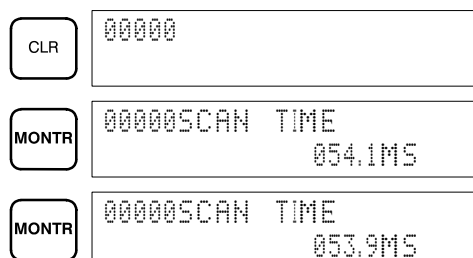 CLR
00000
MONTR
00000SCAN TIME
054.1MS
MONTR
00000SCAN TIME
053.9MS